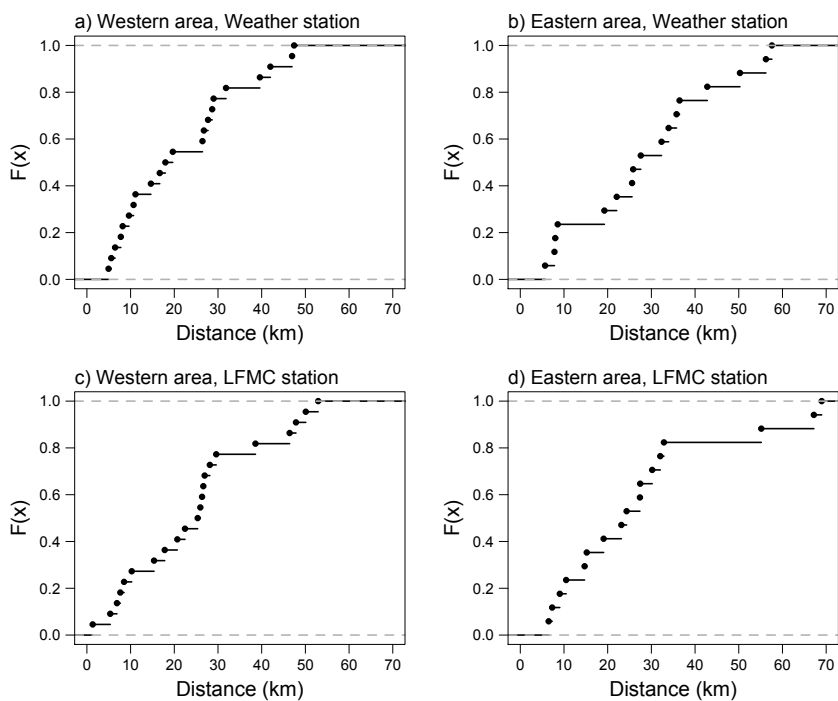 a) Western area, Weather station
1.0
0.8
0.6
0.4
0.2
0.0
F(x)
0 10 20 30 40 50 60 70
Distance (km)
b) Eastern area, Weather station
1.0
0.8
0.6
0.4
0.2
0.0
F(x)
0 10 20 30 40 50 60 70
Distance (km)
c) Western area, LFMC station
1.0
0.8
0.6
0.4
0.2
0.0
F(x)
0 10 20 30 40 50 60 70
Distance (km)
d) Eastern area, LFMC station
1.0
0.8
0.6
0.4
0.2
0.0
F(x)
0 10 20 30 40 50 60 70
Distance (km)